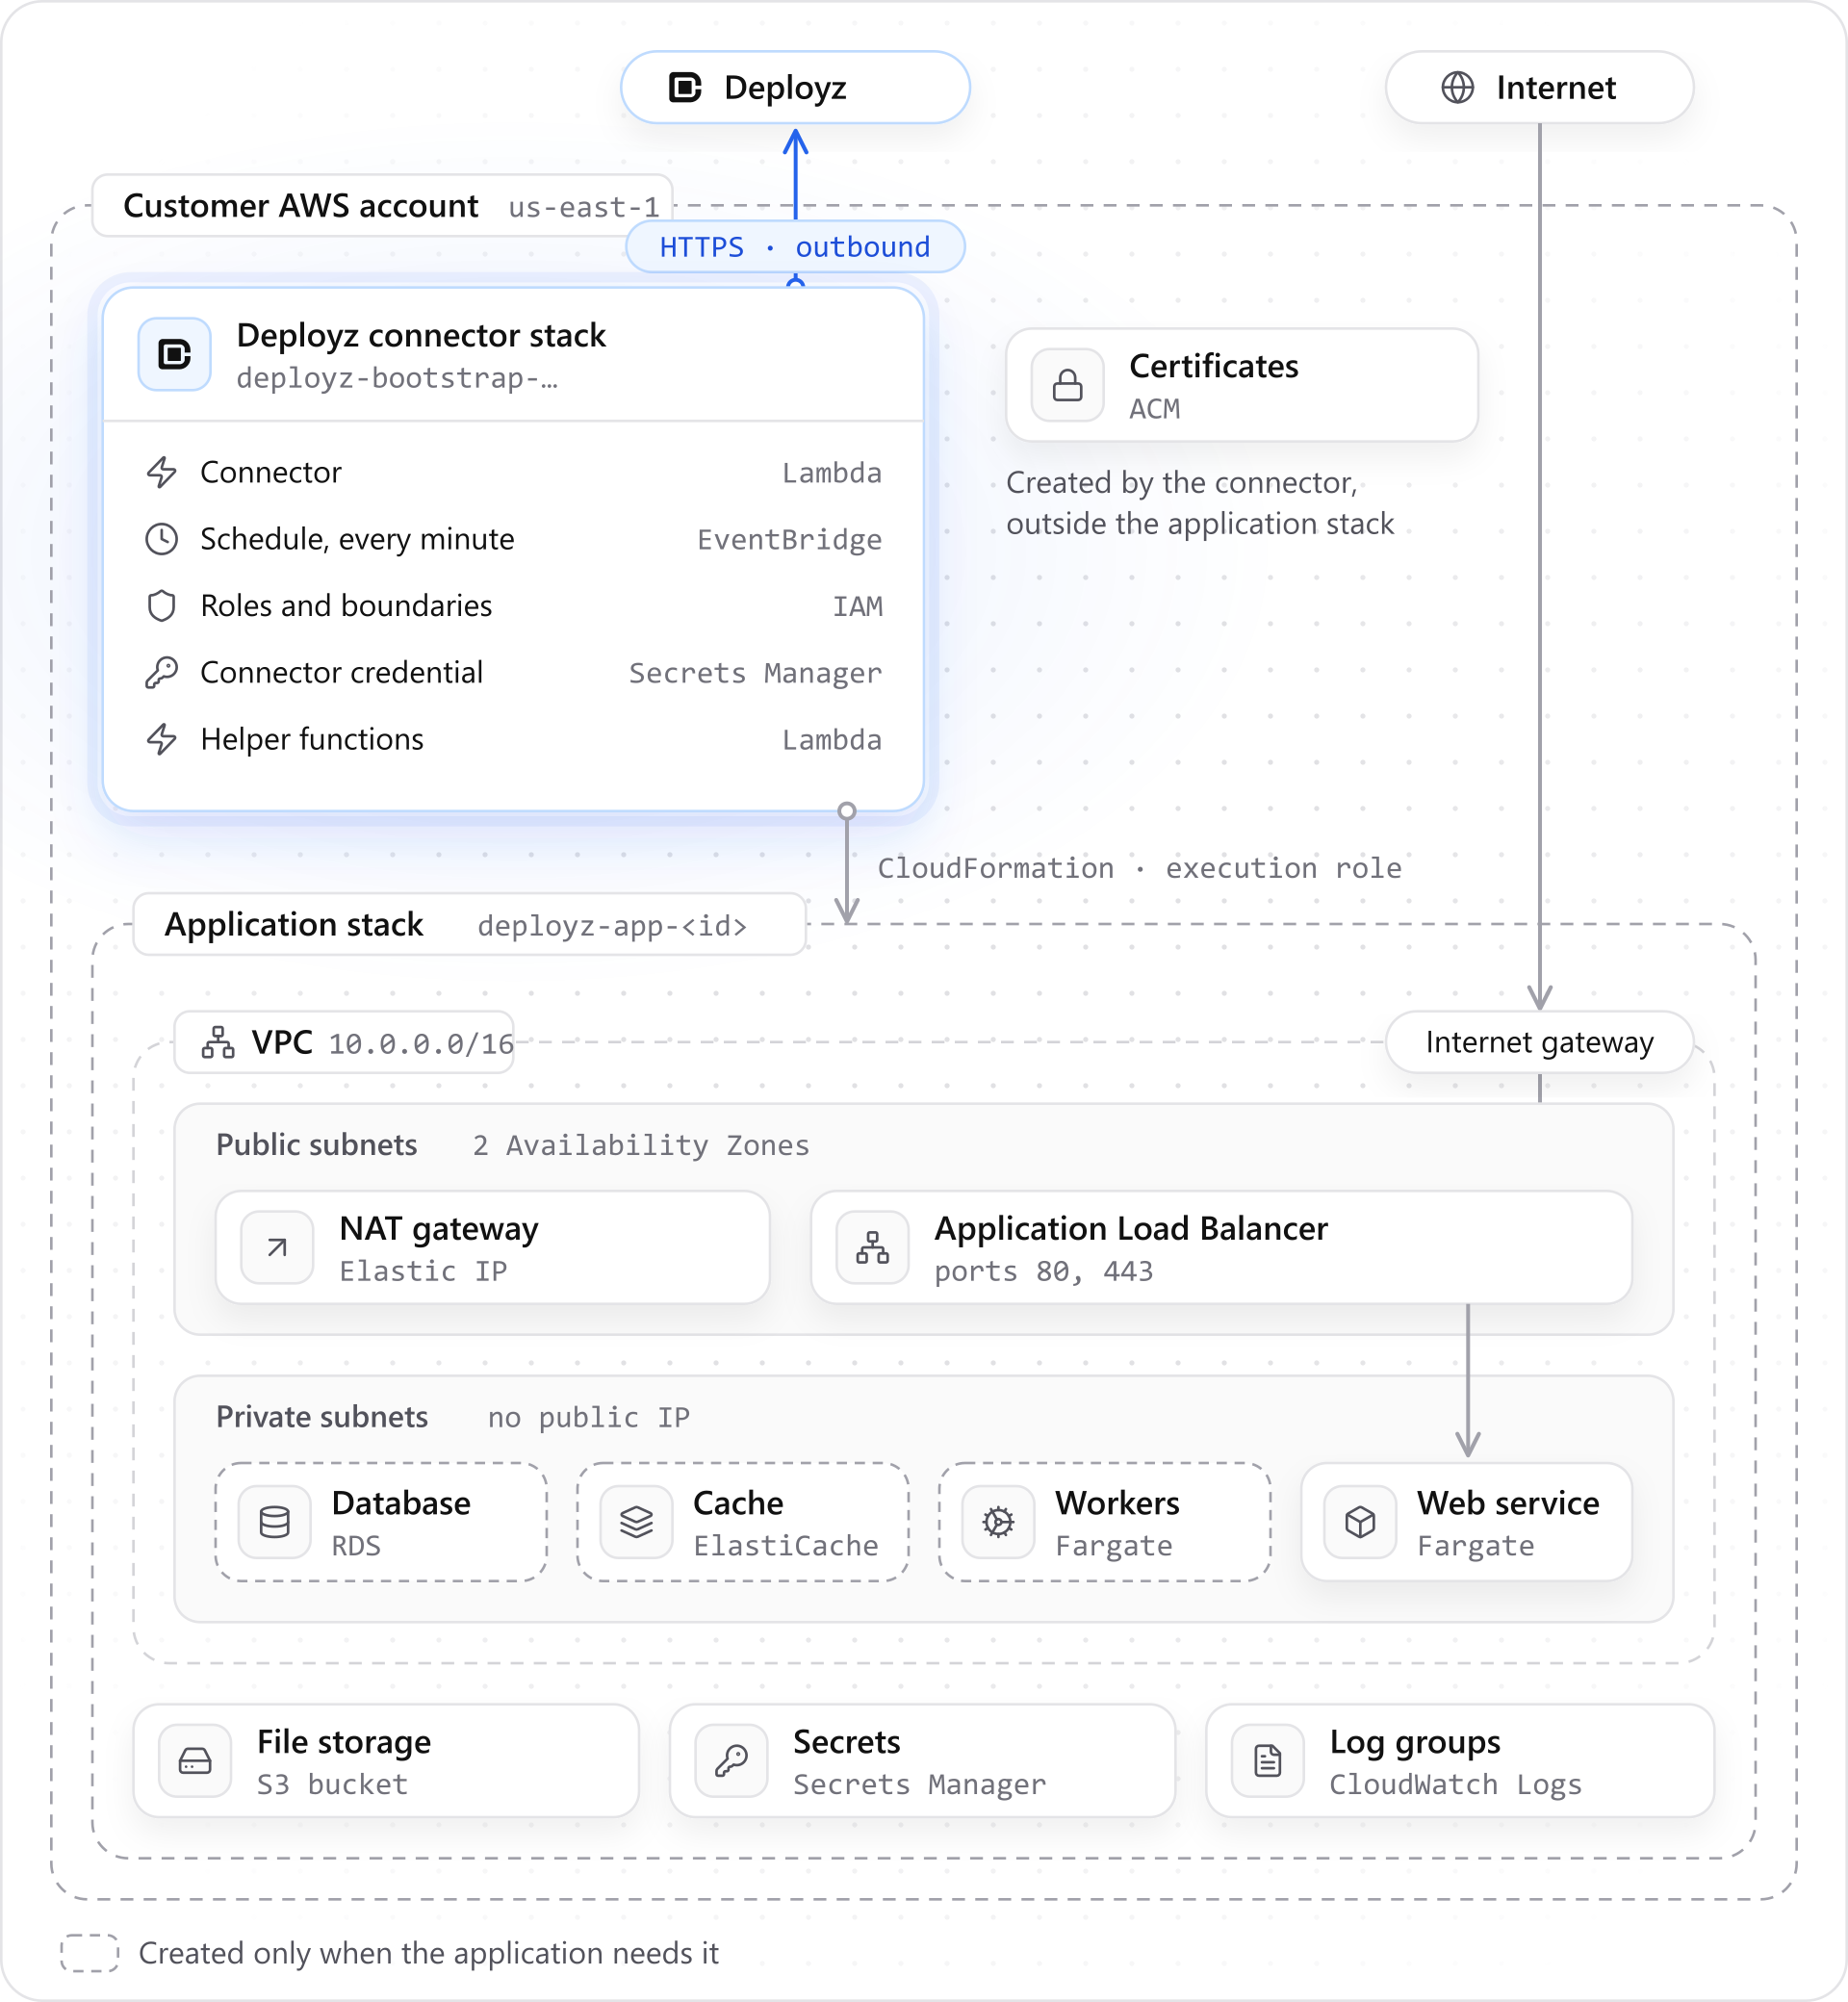 Deployz
Internet
Customer AWS account us-east-1
HTTPS · outbound
Deployz connector stack
deployz-bootstrap-…
Connector Lambda
Schedule, every minute EventBridge
Roles and boundaries IAM
Connector credential Secrets Manager
Helper functions Lambda
Certificates
ACM
Created by the connector,
outside the application stack
CloudFormation · execution role
Application stack deployz-app-<id>
VPC 10.0.0.0/16
Internet gateway
Public subnets 2 Availability Zones
NAT gateway
Elastic IP
Application Load Balancer
ports 80, 443
Private subnets no public IP
Database
RDS
Cache
ElastiCache
Workers
Fargate
Web service
Fargate
File storage
S3 bucket
Secrets
Secrets Manager
Log groups
CloudWatch Logs
Created only when the application needs it